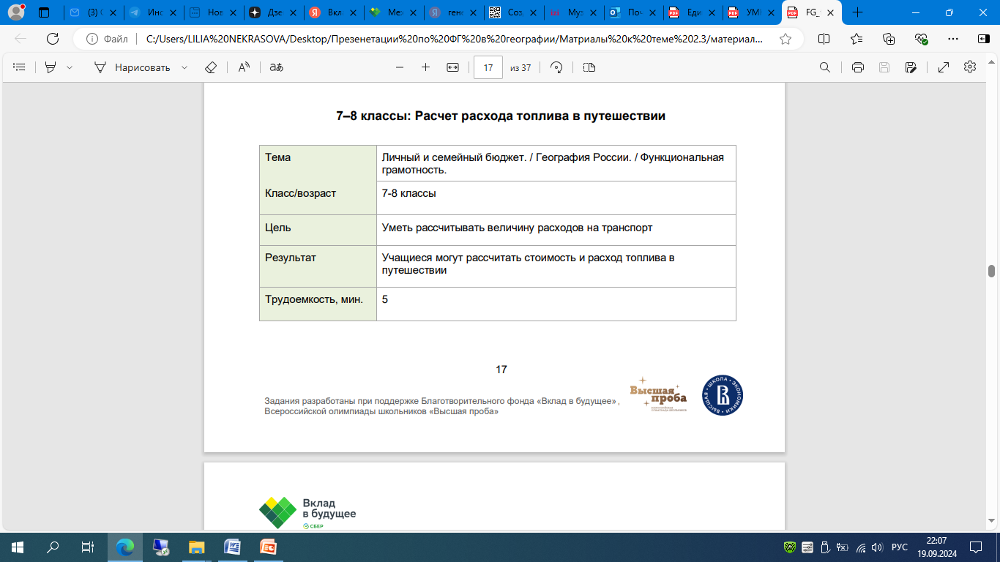 (3) С
Инс
Нов
Дзе
Вкл
Ме
ген
Соз
Муз
Поч
Еди
УМ
FG_
Файл
C:/Users/LILIA%20NEKRASOVA/Desktop/Презенетации%20по%20ФГ%20в%20географии/Матриалы%20к%20теме%202.3/материал...
Нарисовать
17
из 37
7–8 классы: Расчет расхода топлива в путешествии
Тема
Личный и семейный бюджет. / География России. / Функциональная
грамотность.
Класс/возраст
7-8 классы
Цель
Уметь рассчитывать величину расходов на транспорт
Результат
Учащиеся могут рассчитать стоимость и расход топлива в
путешествии
Трудоемкость, мин.
5
17
Задания разработаны при поддержке Благотворительного фонда «Вклад в будущее» ,
Всероссийской олимпиады школьников «Высшая проба»
Высшая
проба
ВЫСШАЯ ШКОЛА ЭКОНОМИКИ
Вклад
в будущее
СБЕР
РУС
22:07
19.09.2024